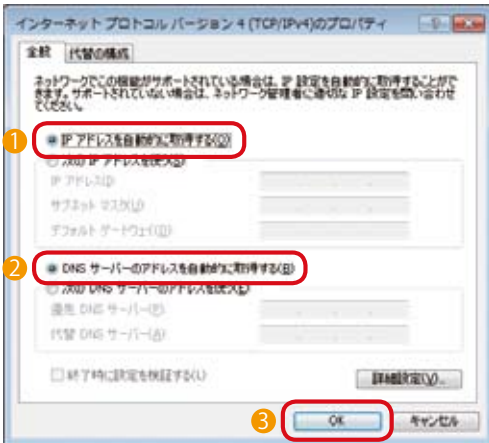 インターネット プロトコル バージョン 4 (TCP/IPv4)のプロパティ
全般 代替の構成
ネットワークでこの機能がサポートされている場合は、IP 設定を自動的に取得することがで
きます。サポートされていない場合は、ネットワーク管理者に適切な IP 設定を問い合わせ
てください。
1 IP アドレスを自動的に取得する(O)
次の IP アドレスを使う(S)
IP アドレス(I)
サブネット マスク(U)
デフォルト ゲートウェイ(D)
2 DNS サーバーのアドレスを自動的に取得する(B)
次の DNS サーバーのアドレスを使う(E)
優先 DNS サーバー(P)
代替 DNS サーバー(A)
終了時に設定を検証する(L)
詳細設定(V)...
3 OK キャンセル